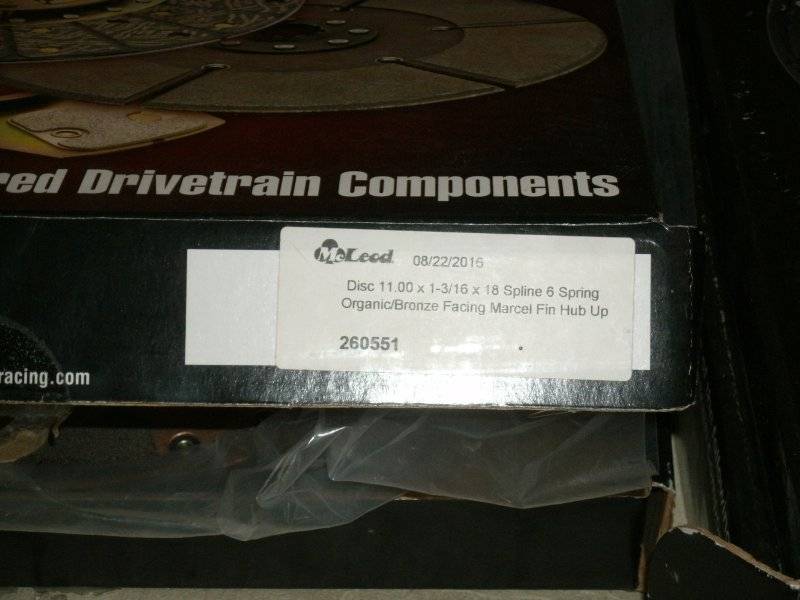 red Drivetrain Components
McLeod 08/22/2016
Disc 11.00 x 1-3/16 x 18 Spline 6 Spring
Organic/Bronze Facing Marcel Fin Hub Up
260551
racing.com